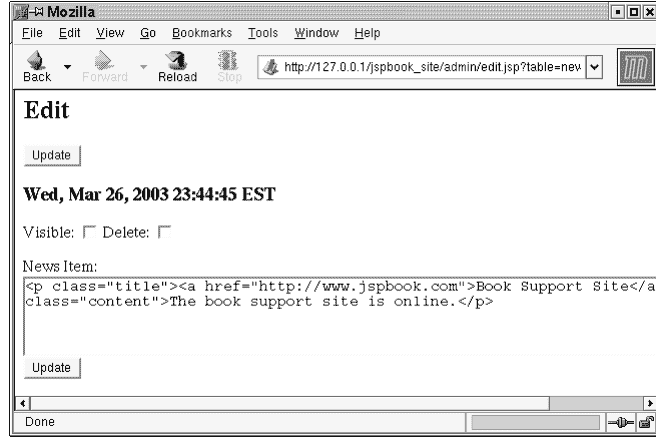 Mozilla
File Edit View Go Bookmarks Tools Window Help
Back Forward Reload Stop http://127.0.0.1/jspbook_site/admin/edit.jsp?table=new
Edit
Update
Wed, Mar 26, 2003 23:44:45 EST
Visible: Delete:
News Item:
<p class="title"><a href="http://www.jspbook.com">Book Support Site</a
class="content">The book support site is online.</p>
Update
Done